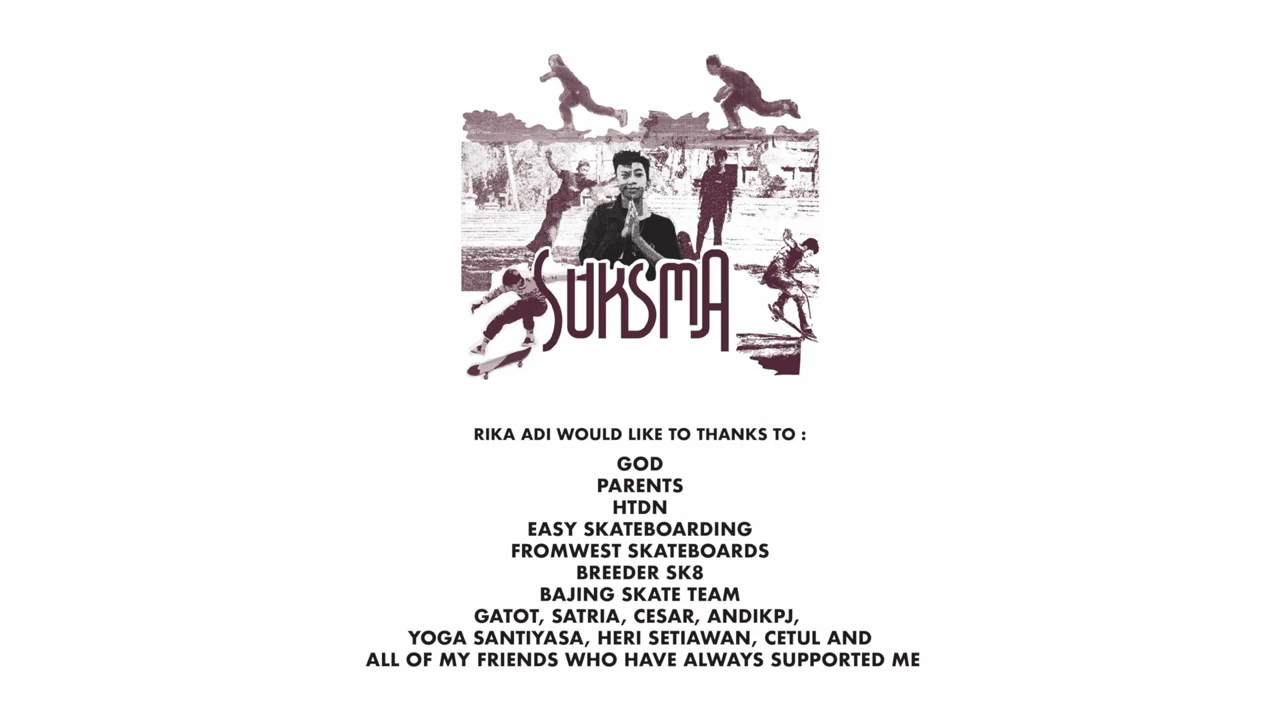 SUKSMA
RIKA ADI WOULD LIKE TO THANKS TO :
GOD
PARENTS
HTDN
EASY SKATEBOARDING
FROMWEST SKATEBOARDS
BREEDER SK8
BAJING SKATE TEAM
GATOT, SATRIA, CESAR, ANDIKPJ,
YOGA SANTIYASA, HERI SETIAWAN, CETUL AND
ALL OF MY FRIENDS WHO HAVE ALWAYS SUPPORTED ME